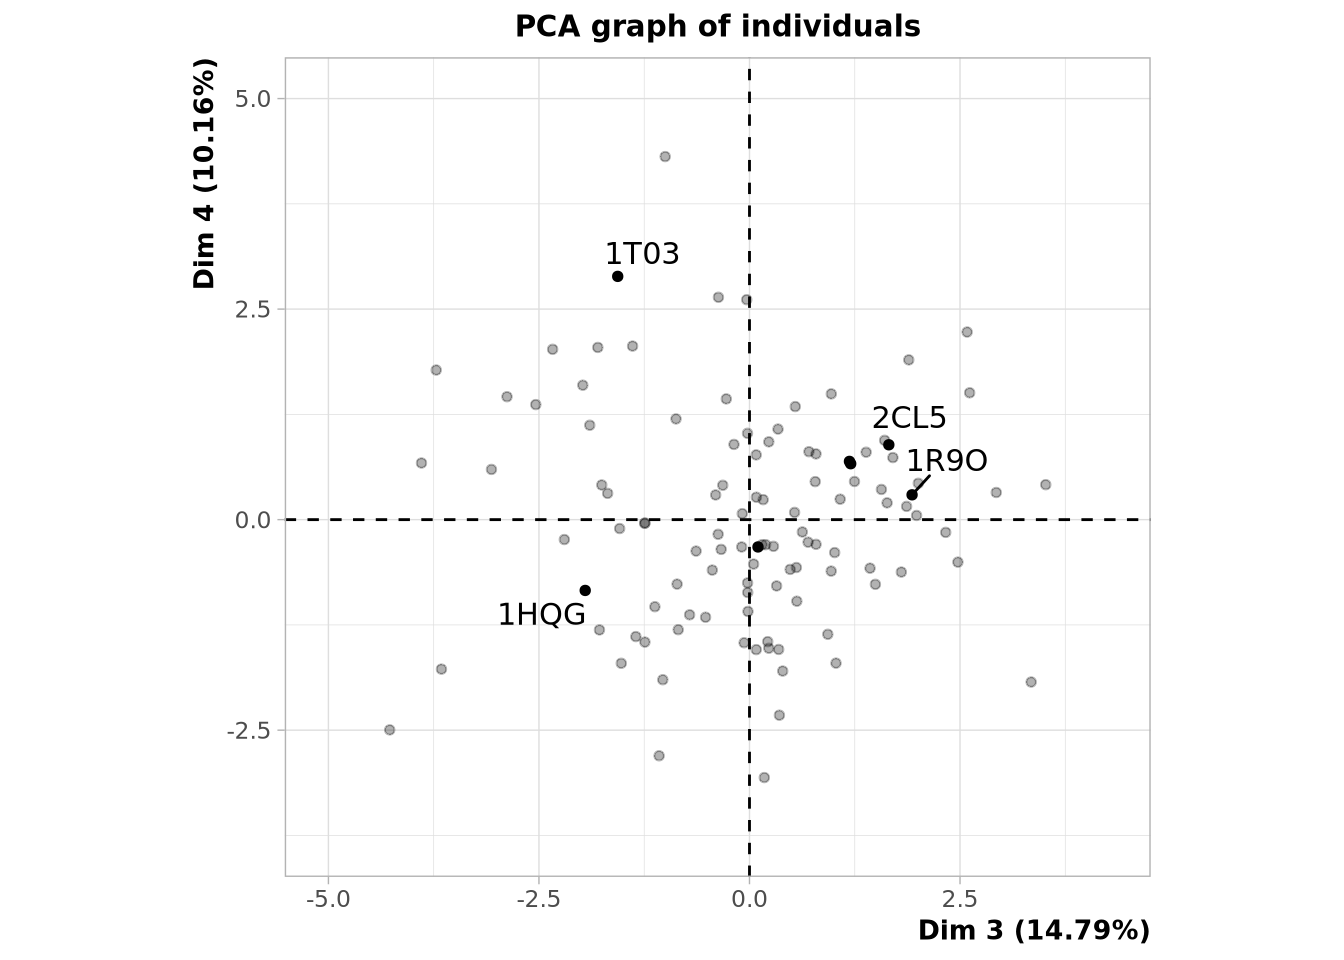 PCA graph of individuals
Dim 4 (10.16%)
5.0
2.5
0.0
-2.5
1T03
2CL5
1R9O
1HQG
-5.0
-2.5
0.0
2.5
Dim 3 (14.79%)